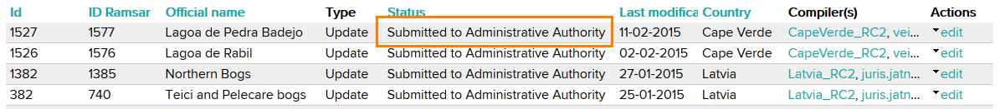 Id ID Ramsar Official name Type Status Last modifica Country Compiler(s) Actions
1527 1577 Lagoa de Pedra Badejo Update Submitted to Administrative Authority 11-02-2015 Cape Verde CapeVerde_RC2, vei... edit
1526 1576 Lagoa de Rabil Update Submitted to Administrative Authority 02-02-2015 Cape Verde CapeVerde_RC2, vei... edit
1382 1385 Northern Bogs Update Submitted to Administrative Authority 27-01-2015 Latvia Latvia_RC2, juris.jatn... edit
382 740 Teici and Pelecare bogs Update Submitted to Administrative Authority 25-01-2015 Latvia Latvia_RC2, juris.jatn... edit